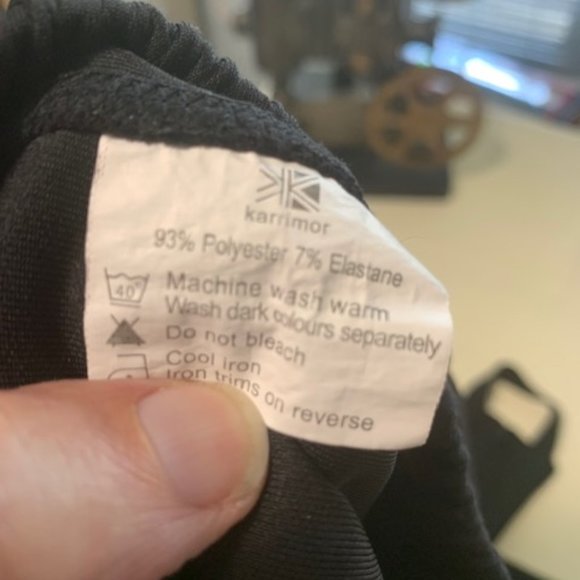 karrimor
93% Polyester 7% Elastane
40°
Machine wash warm
Wash dark colours separately
Do not bleach
Cool iron
Iron trims on reverse